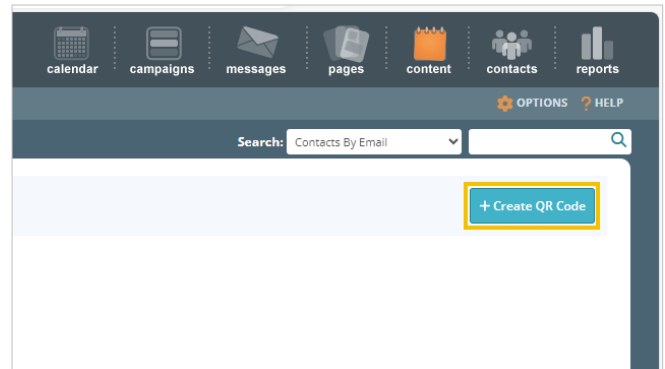 calendar campaigns messages pages content contacts reports
OPTIONS ? HELP
Search: Contacts By Email
+ Create QR Code